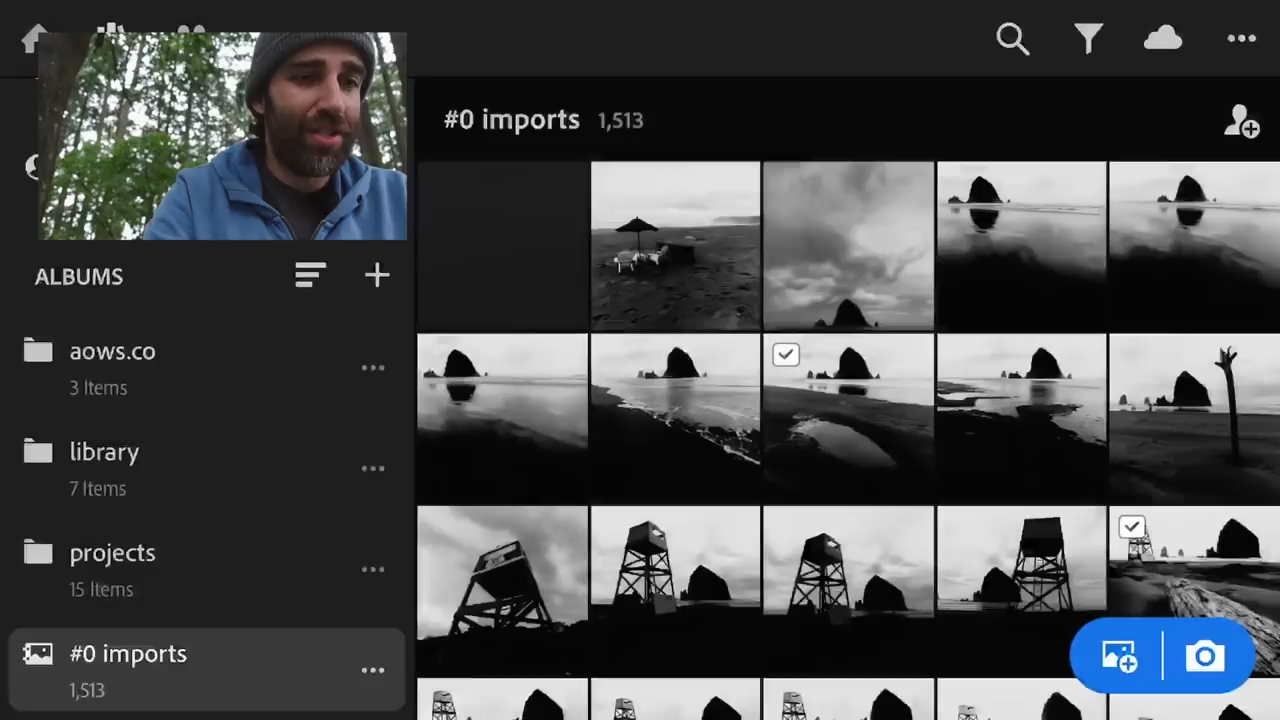 #0 imports 1,513
ALBUMS
aows.co
3 Items
library
7 Items
projects
15 Items
#0 imports
1,513